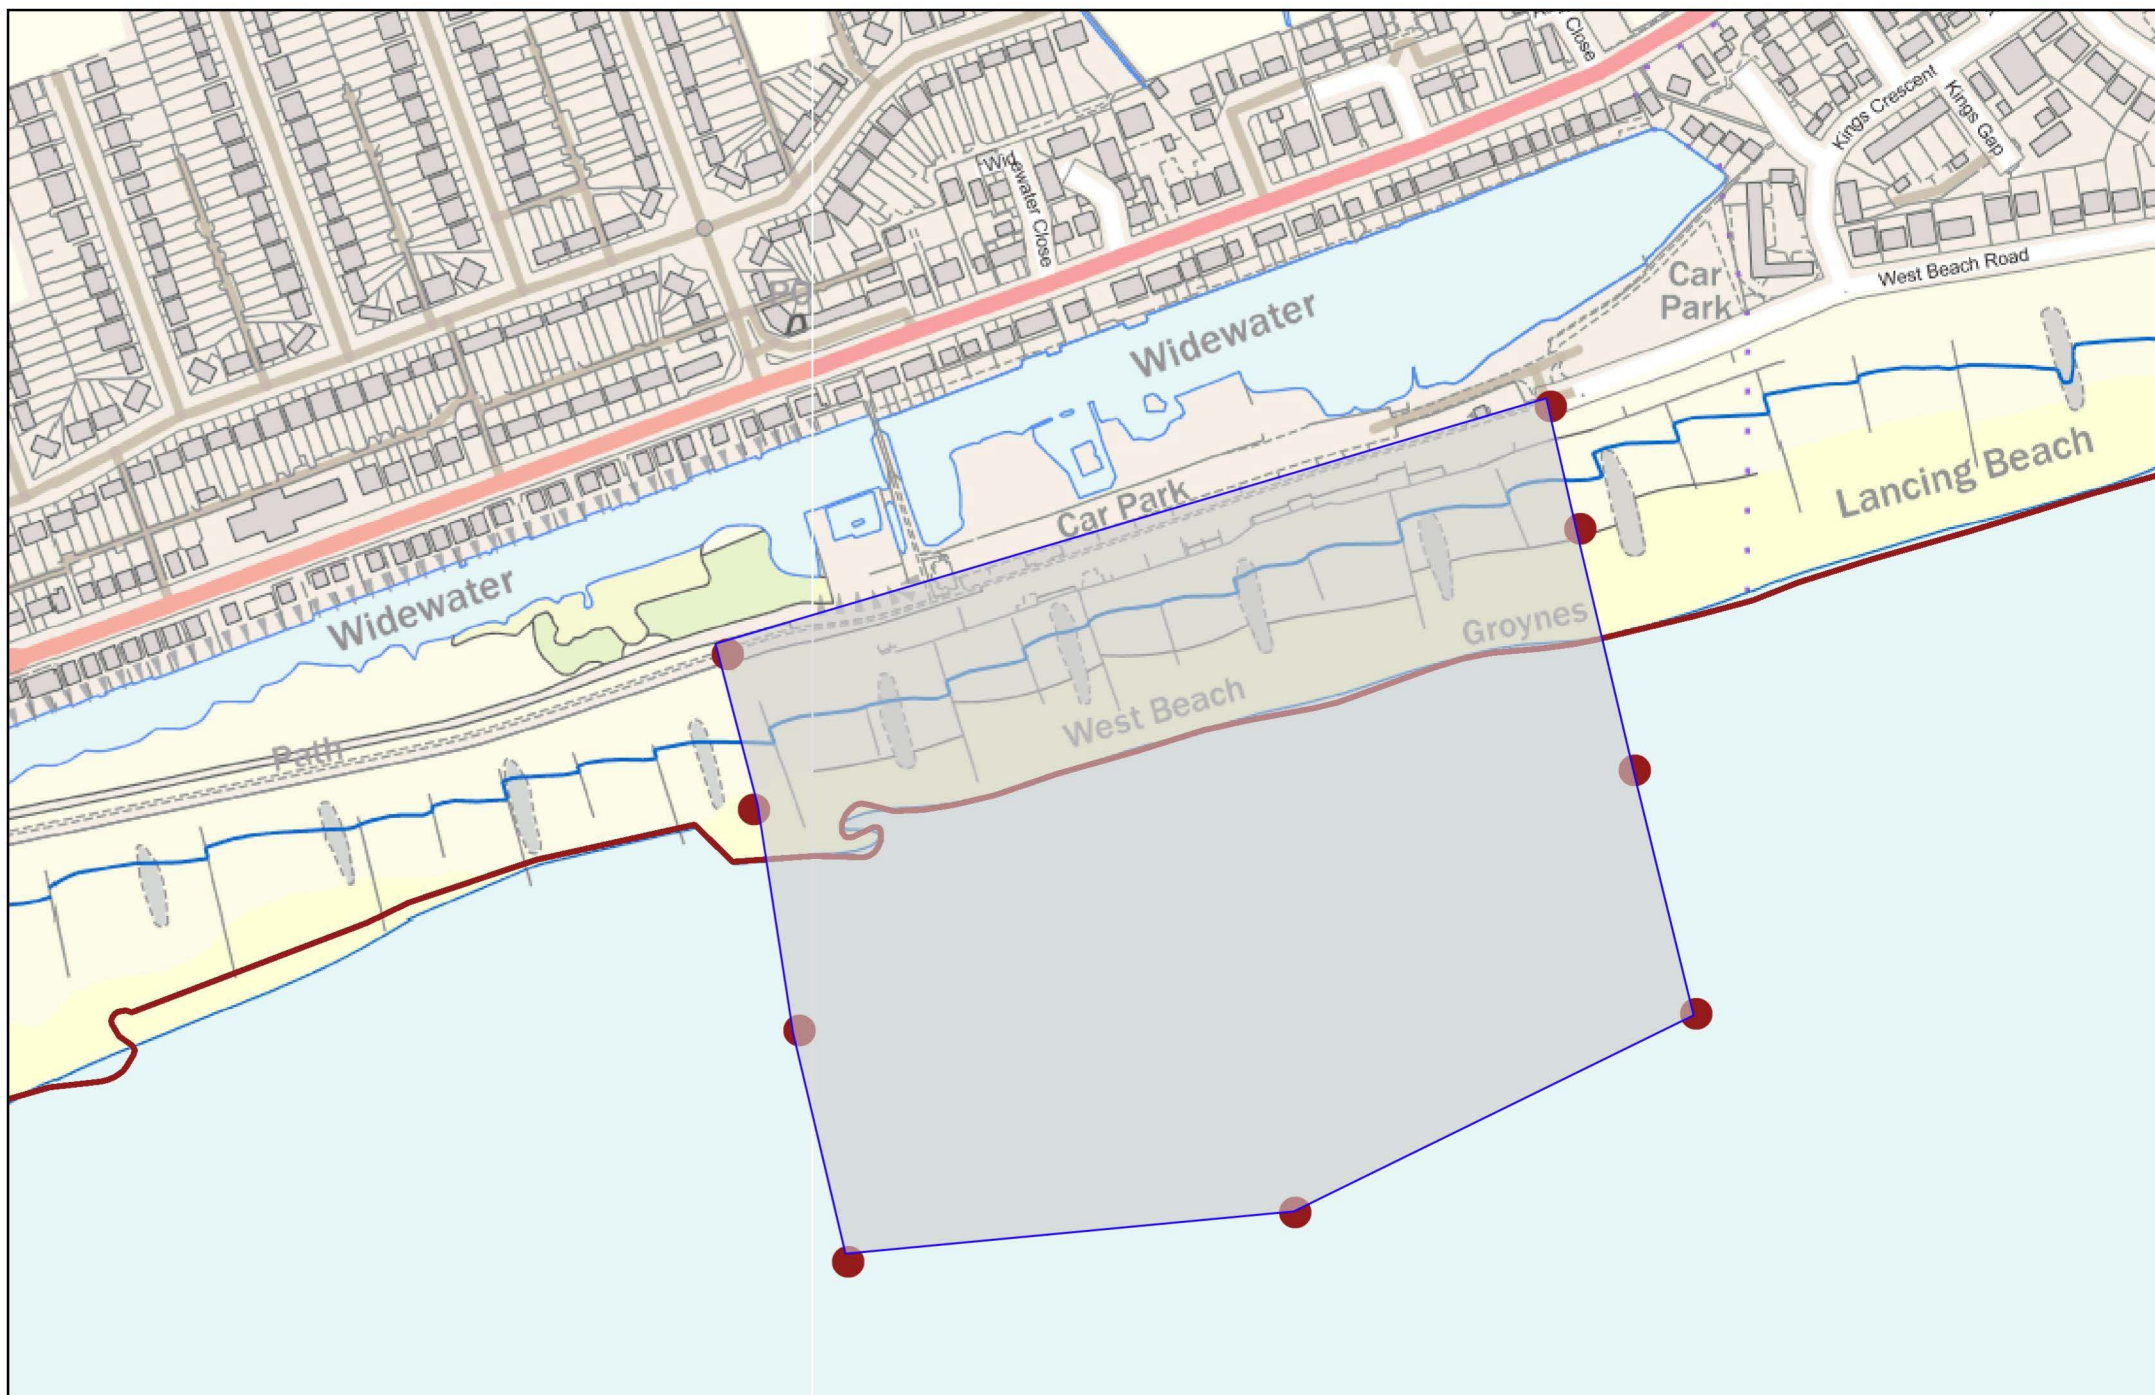 Close
Kings Crescent
Kings Gap
Widewater Close
West Beach Road
Car
Park
PO
Widewater
Lancing Beach
Car Park
Widewater
Groynes
West Beach
Path